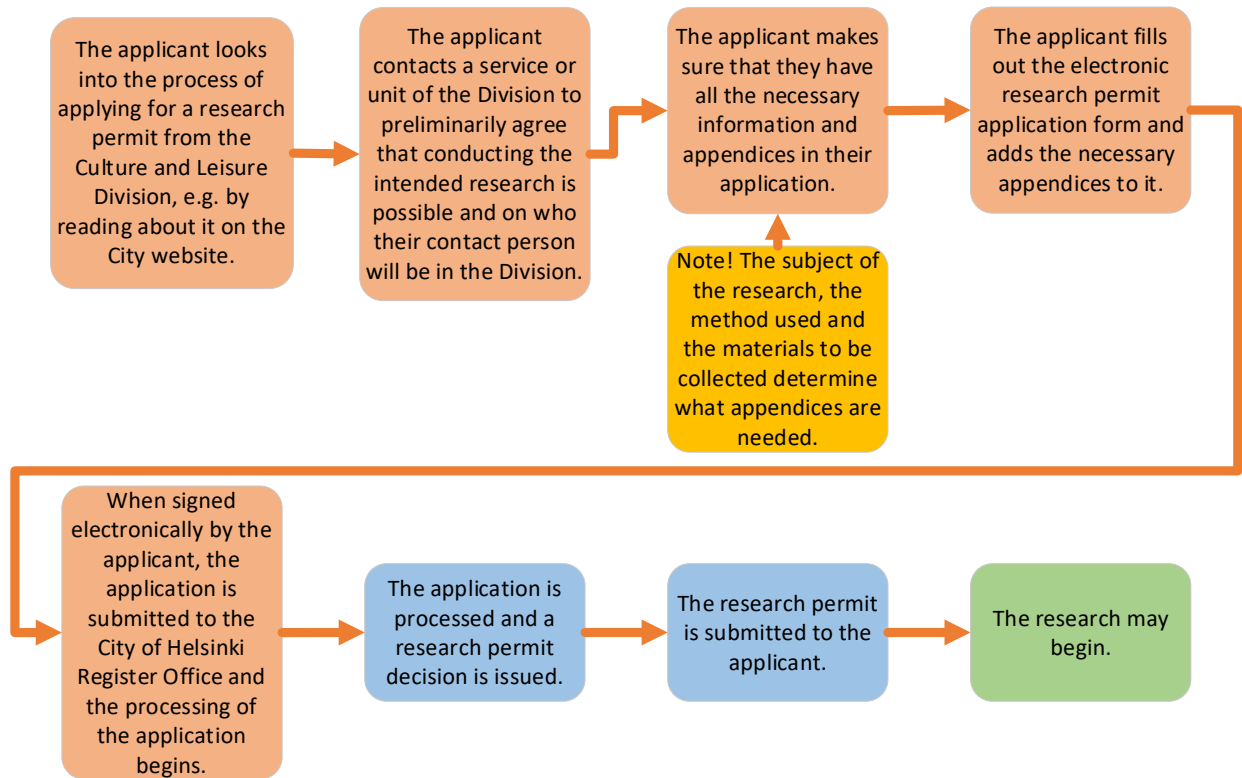 The applicant looks
into the process of
applying for a research
permit from the
Culture and Leisure
Division, e.g. by
reading about it on the
City website.
The applicant
contacts a service or
unit of the Division to
preliminarily agree
that conducting the
intended research is
possible and on who
their contact person
will be in the Division.
The applicant makes
sure that they have
all the necessary
information and
appendices in their
application.
The applicant fills
out the electronic
research permit
application form and
adds the necessary
appendices to it.
Note! The subject of
the research, the
method used and
the materials to be
collected determine
what appendices are
needed.
When signed
electronically by the
applicant, the
application is
submitted to the
City of Helsinki
Register Office and
the processing of
the application
begins.
The application is
processed and a
research permit
decision is issued.
The research permit
is submitted to the
applicant.
The research may
begin.